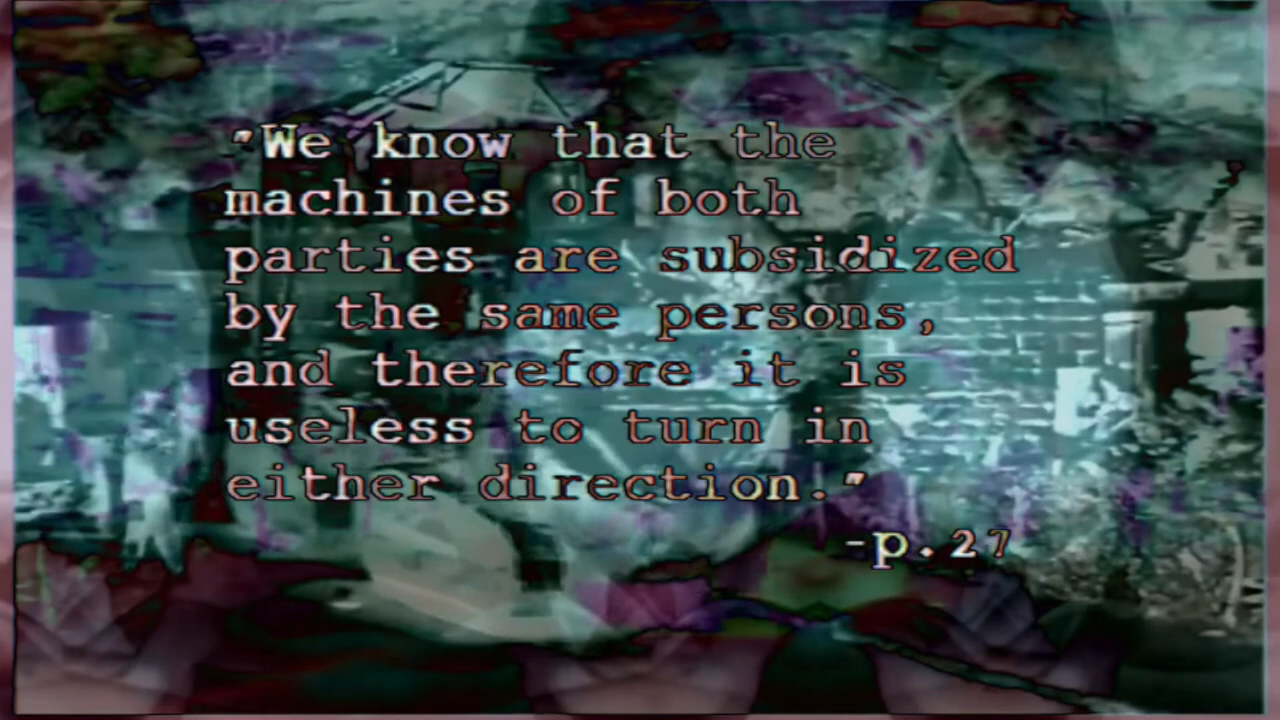 "We know that the
machines of both
parties are subsidized
by the same persons,
and therefore it is
useless to turn in
either direction."
-p.27